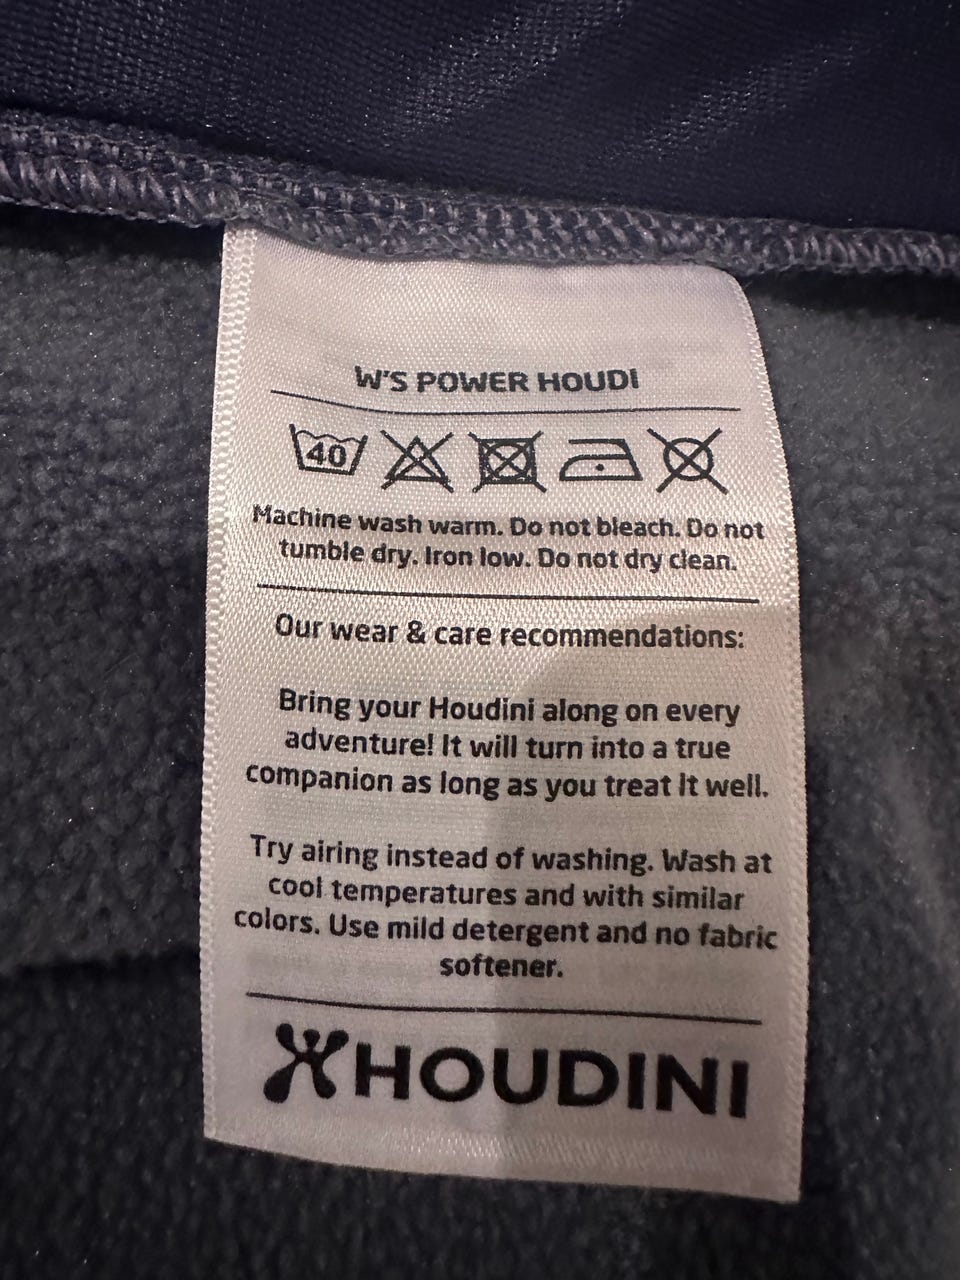 W'S POWER HOUDI
40
Machine wash warm. Do not bleach. Do not
tumble dry. Iron low. Do not dry clean.
Our wear & care recommendations:
Bring your Houdini along on every
adventure! It will turn into a true
companion as long as you treat it well.
Try airing instead of washing. Wash at
cool temperatures and with similar
colors. Use mild detergent and no fabric
softener.
HOUDINI